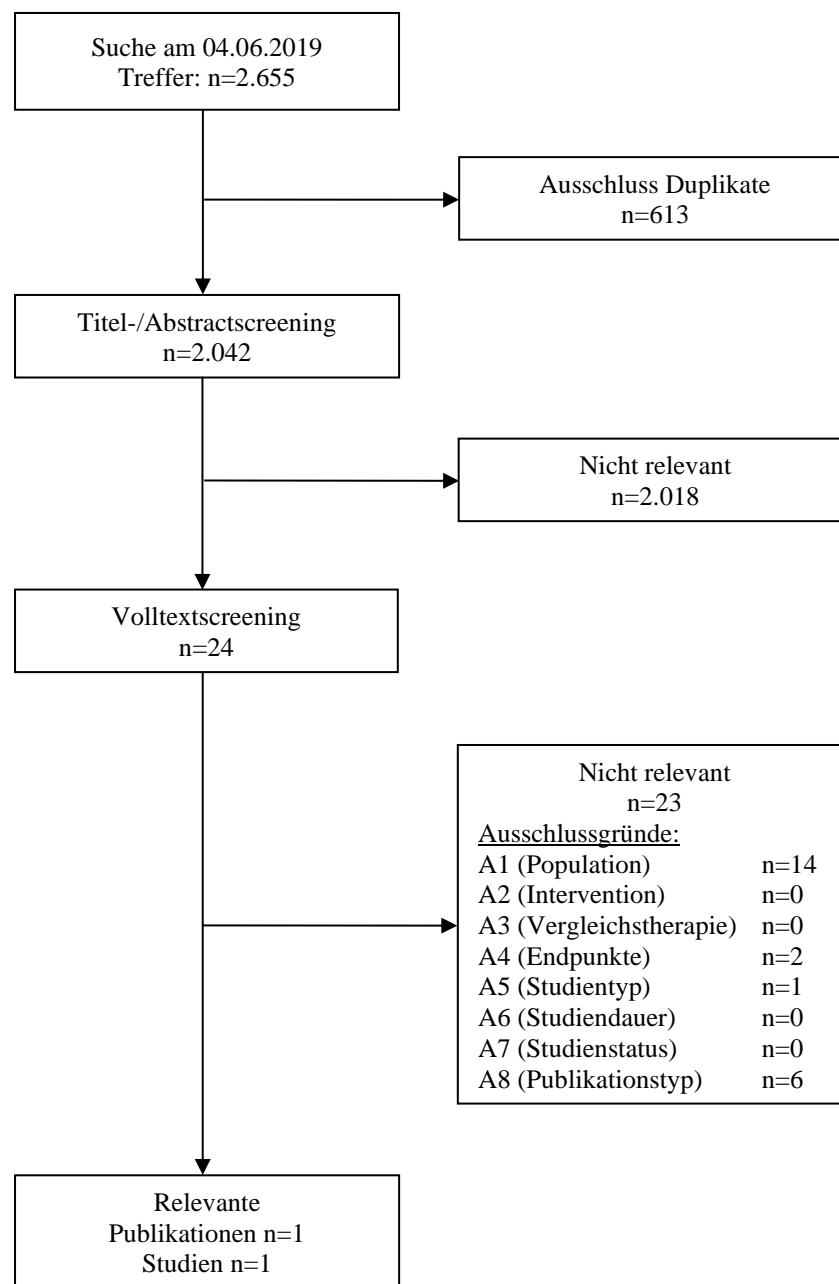 Suche am 04.06.2019
Treffer: n=2.655
Ausschluss Duplikate
n=613
Titel-/Abstractscreening
n=2.042
Nicht relevant
n=2.018
Volltextscreening
n=24
Nicht relevant
n=23
Ausschlussgründe:
A1 (Population) n=14
A2 (Intervention) n=0
A3 (Vergleichstherapie) n=0
A4 (Endpunkte) n=2
A5 (Studientyp) n=1
A6 (Studiendauer) n=0
A7 (Studienstatus) n=0
A8 (Publikationstyp) n=6
Relevante
Publikationen n=1
Studien n=1